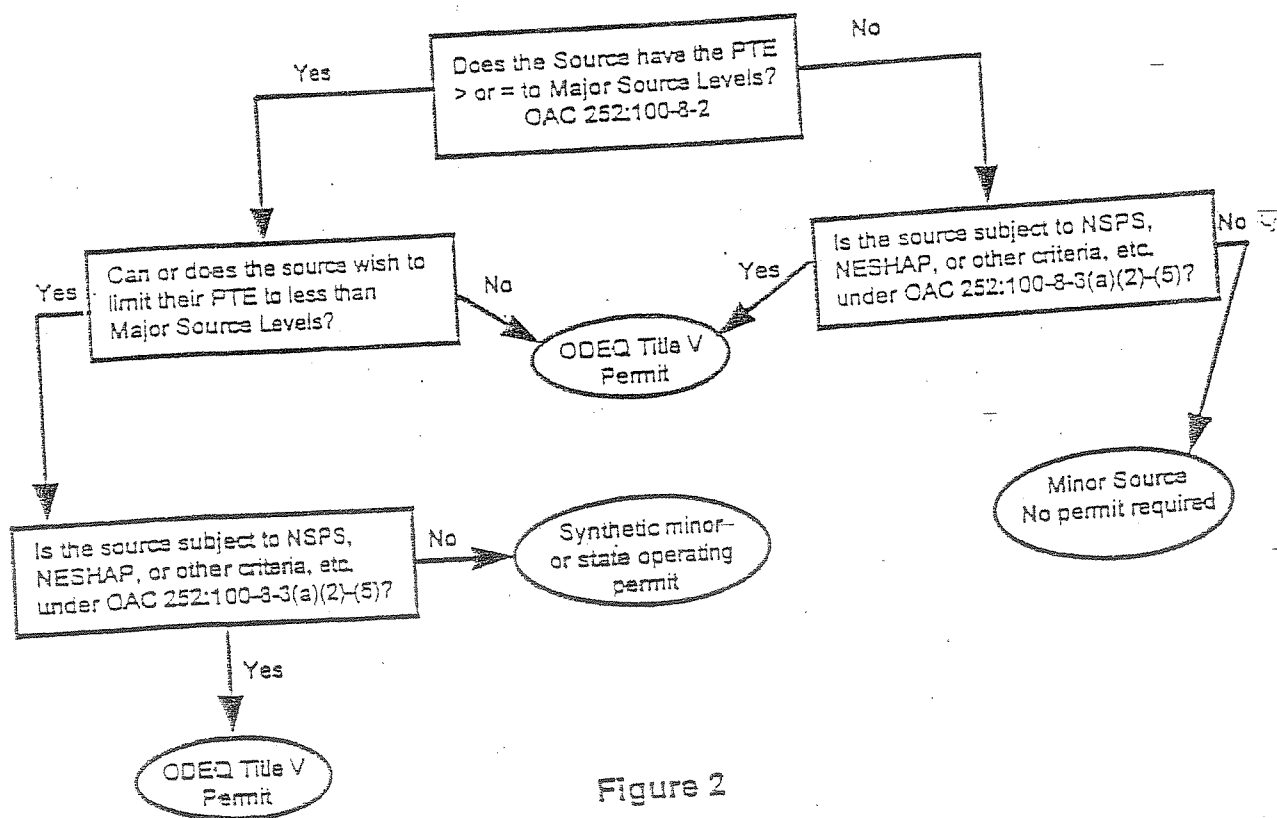 No
Does the Source have the PTE
> or = to Major Source Levels?
OAC 252:100-8-2
Yes
Is the source subject to NSPS,
NESHAP, or other criteria, etc.
under OAC 252:100-8-3(a)(2)-(5)?
No
Yes
Can or does the source wish to
limit their PTE to less than
Major Source Levels?
Yes
No
ODEQ Title V
Permit
Minor Source
No permit required
Is the source subject to NSPS,
NESHAP, or other criteria, etc.
under OAC 252:100-8-3(a)(2)-(5)?
No
Synthetic minor-
or state operating
permit
Yes
ODEQ Title V
Permit
Figure 2